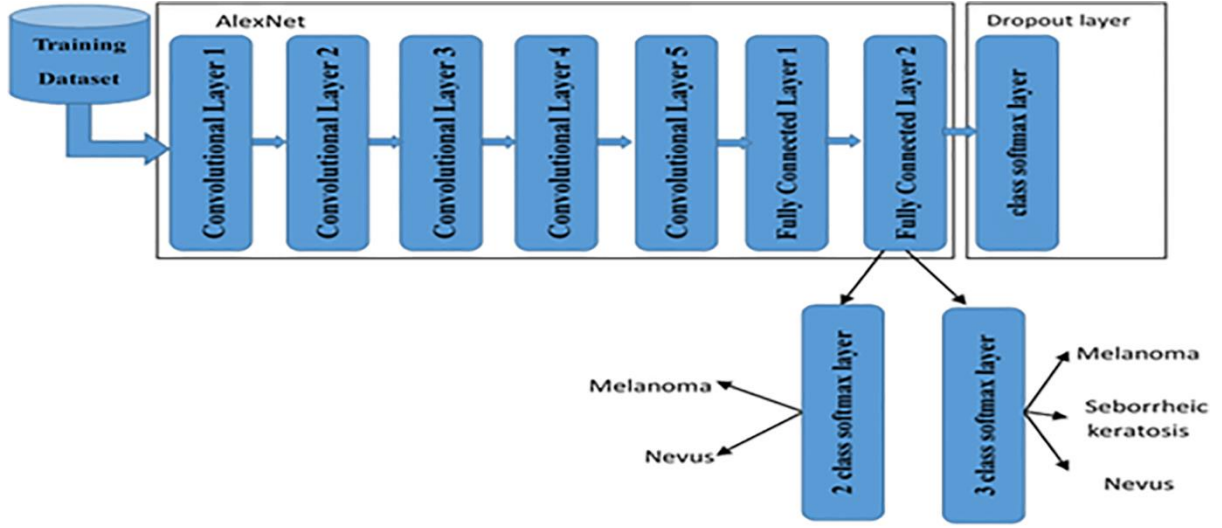 AlexNet
Dropout layer
Training
Dataset
Convolutional Layer 1
Convolutional Layer 2
Convolutional Layer 3
Convolutional Layer 4
Convolutional Layer 5
Fully Connected Layer 1
Fully Connected Layer 2
class softmax layer
2 class softmax layer
3 class softmax layer
Melanoma
Nevus
Melanoma
Seborrheic
keratosis
Nevus